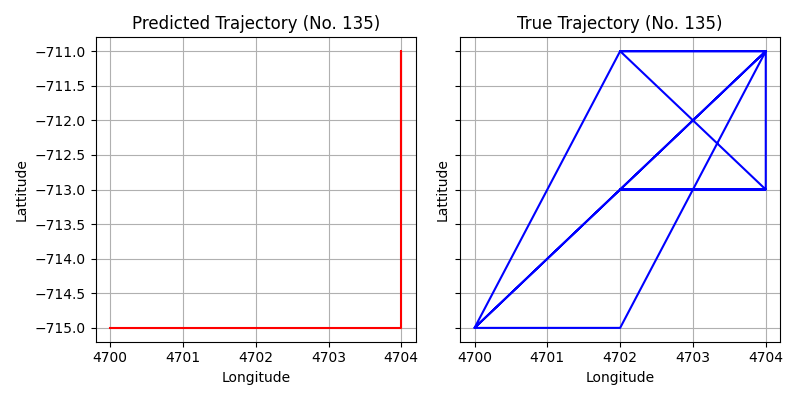 Predicted Trajectory (No. 135)
True Trajectory (No. 135)
Lattitude
−711.0
−711.5
−712.0
−712.5
−713.0
−713.5
−714.0
−714.5
−715.0
4700 4701 4702 4703 4704
Longitude
Lattitude
4700 4701 4702 4703 4704
Longitude